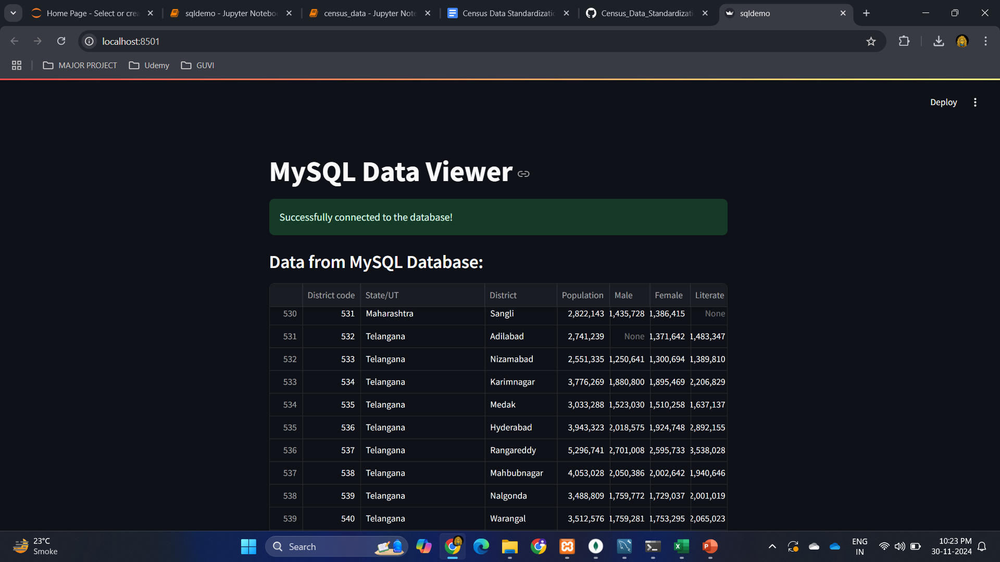 Home Page - Select or crea
sqldemo - Jupyter Notebo
census_data - Jupyter Note
Census Data Standardizatio
Census_Data_Standardizati
sqldemo
localhost:8501
MAJOR PROJECT
Udemy
GUVI
Deploy
MySQL Data Viewer
Successfully connected to the database!
Data from MySQL Database:
District code State/UT District Population Male Female Literate
530 531 Maharashtra Sangli 2,822,143 1,435,728 1,386,415 None
531 532 Telangana Adilabad 2,741,239 None 1,371,642 1,483,347
532 533 Telangana Nizamabad 2,551,335 1,250,641 1,300,694 1,389,810
533 534 Telangana Karimnagar 3,776,269 1,880,800 1,895,469 2,206,829
534 535 Telangana Medak 3,033,288 1,523,030 1,510,258 1,637,137
535 536 Telangana Hyderabad 3,943,323 2,018,575 1,924,748 2,892,155
536 537 Telangana Rangareddy 5,296,741 2,701,008 2,595,733 3,538,028
537 538 Telangana Mahbubnagar 4,053,028 2,050,386 2,002,642 1,940,646
538 539 Telangana Nalgonda 3,488,809 1,759,772 1,729,037 2,001,019
539 540 Telangana Warangal 3,512,576 1,759,281 1,753,295 2,065,023
23°C
Smoke
Search
ENG
IN
10:23 PM
30-11-2024